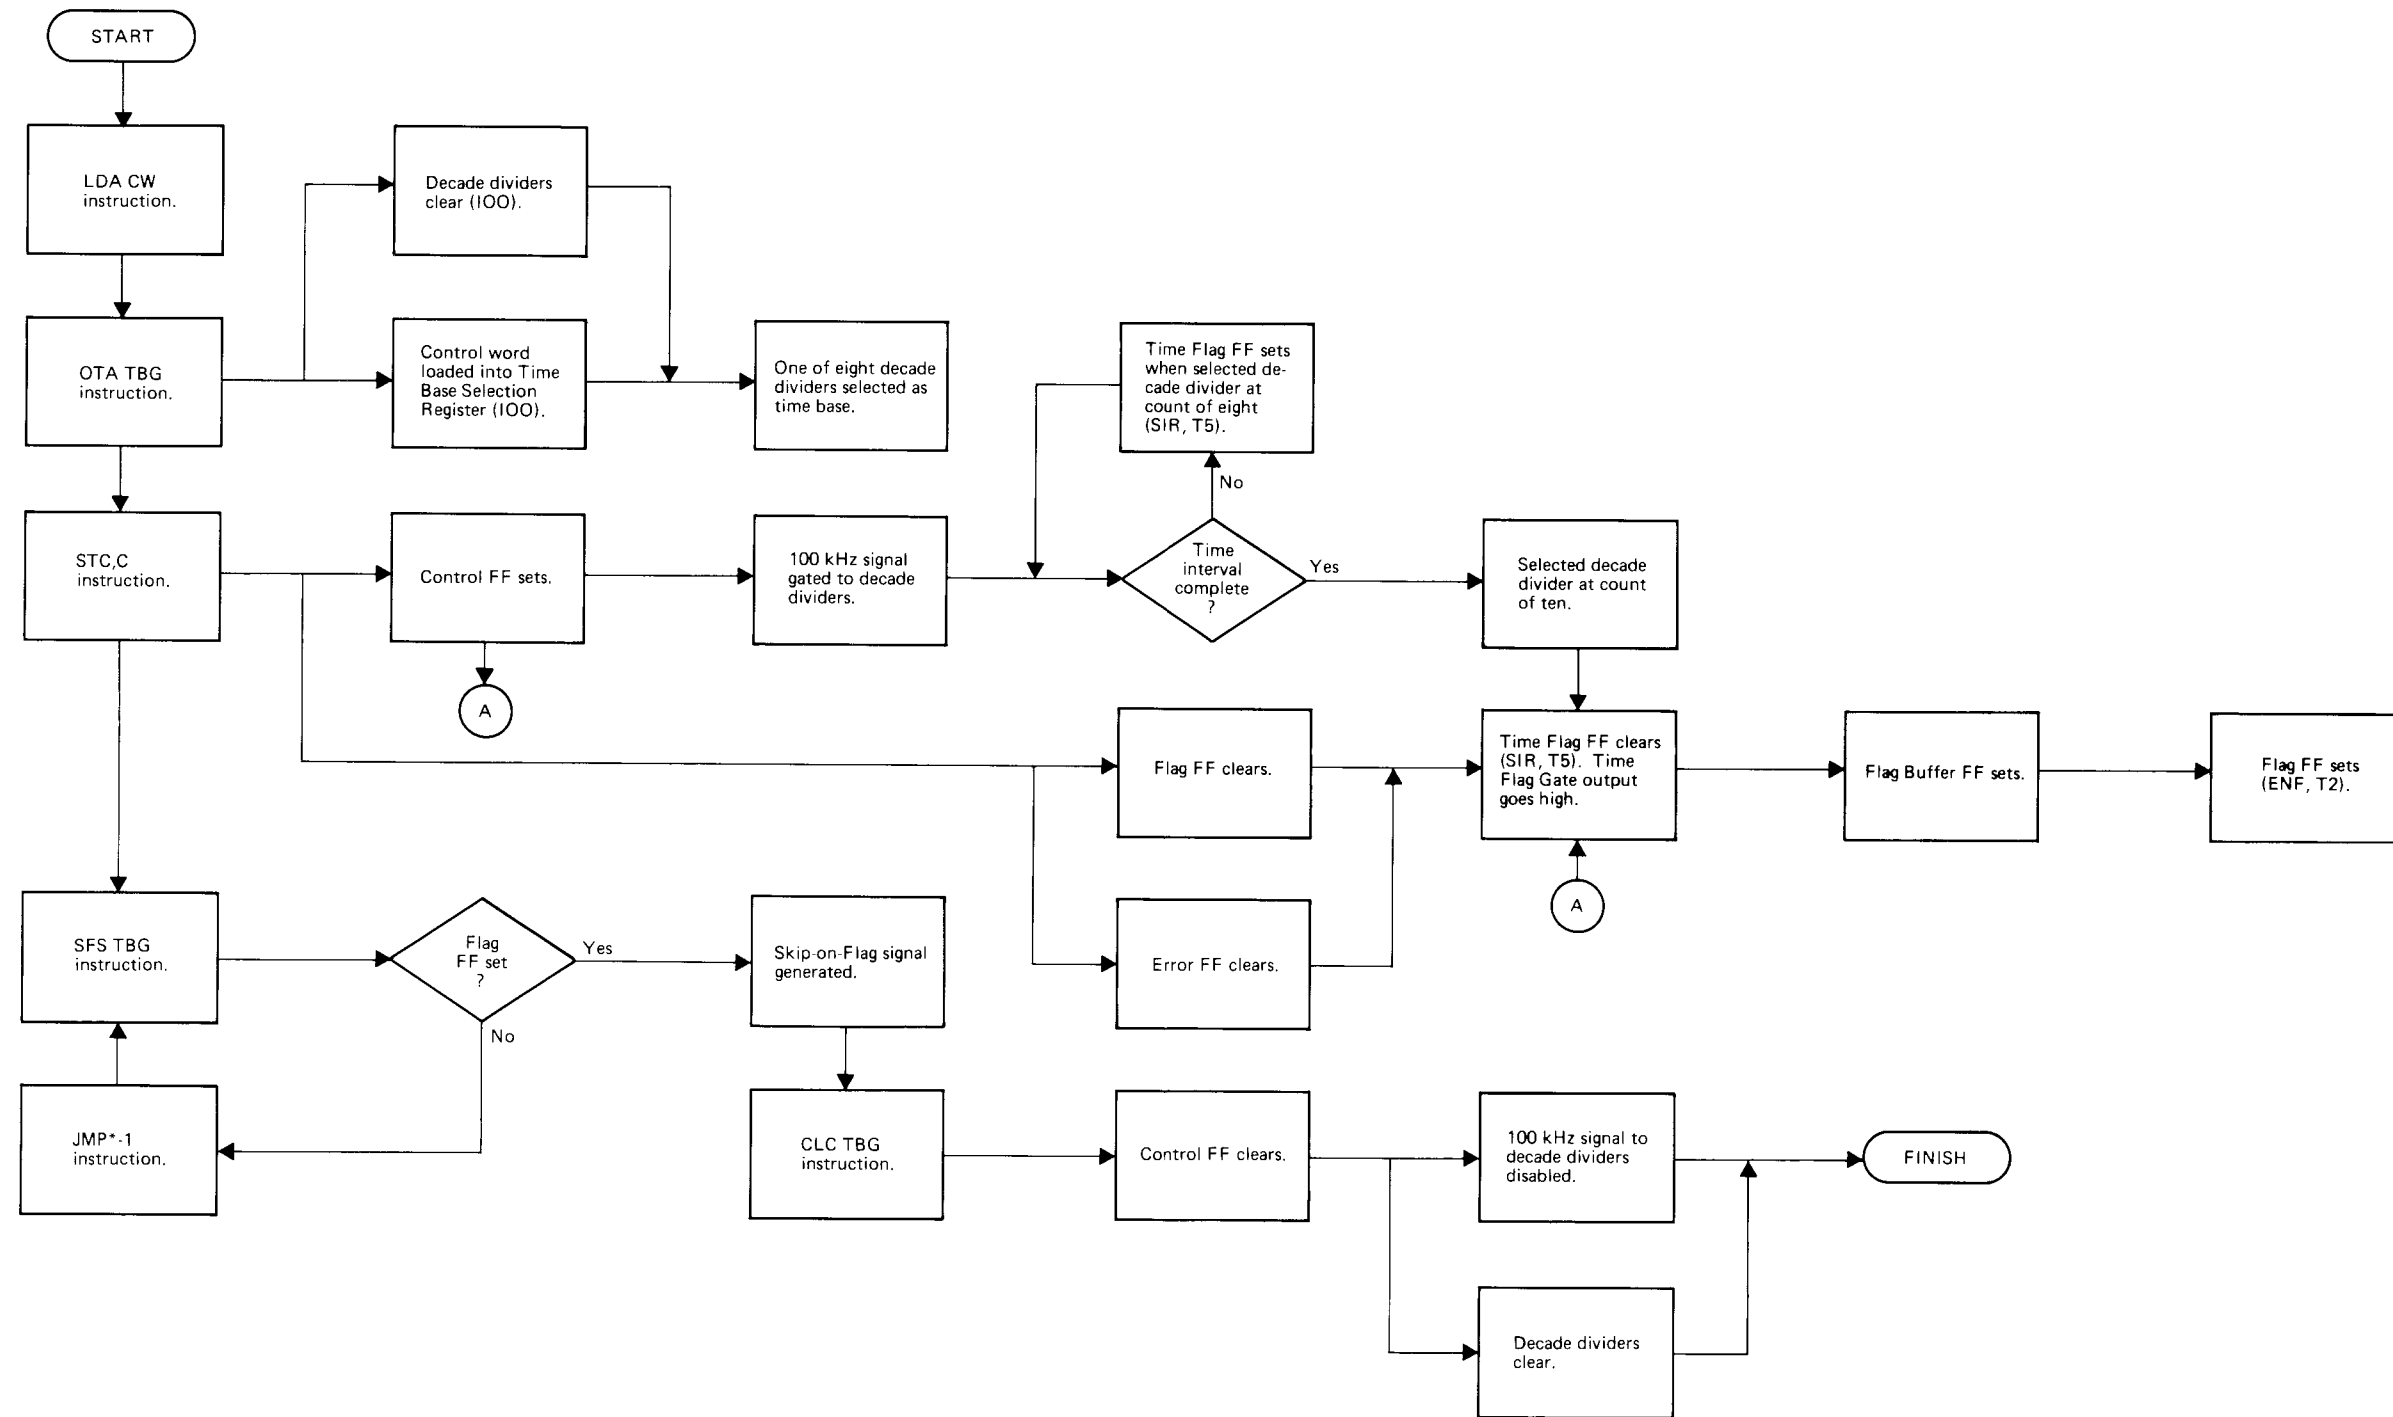 START
LDA CW
instruction.
Decade dividers
clear (IOO).
OTA TBG
instruction.
Control word
loaded into Time
Base Selection
Register (IOO).
One of eight decade
dividers selected as
time base.
Time Flag FF sets
when selected de-
cade divider at
count of eight
(SIR, T5).
No
STC,C
instruction.
Control FF sets.
100 kHz signal
gated to decade
dividers.
Time
interval
complete
?
Yes
Selected decade
divider at count
of ten.
A
Flag FF clears.
Time Flag FF clears
(SIR, T5). Time
Flag Gate output
goes high.
Flag Buffer FF sets.
Flag FF sets
(ENF, T2).
A
SFS TBG
instruction.
Flag
FF set
?
Yes
No
Skip-on-Flag signal
generated.
Error FF clears.
JMP*-1
instruction.
CLC TBG
instruction.
Control FF clears.
100 kHz signal to
decade dividers
disabled.
FINISH
Decade dividers
clear.